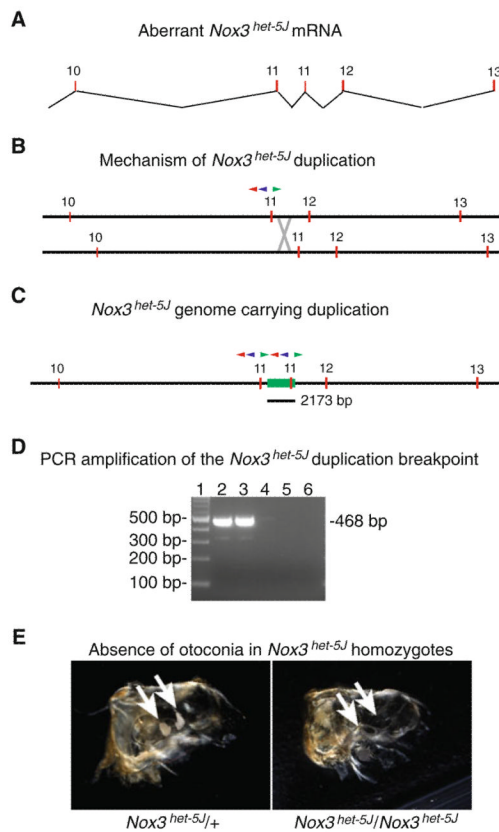 A
Aberrant Nox3 het-5J mRNA
10 11 11 12 13
B
Mechanism of Nox3 het-5J duplication
10 11 12 13
10 11 12 13
C
Nox3 het-5J genome carrying duplication
10 11 11 12 13
2173 bp
D
PCR amplification of the Nox3 het-5J duplication breakpoint
1 2 3 4 5 6
500 bp-
-468 bp
300 bp-
200 bp-
100 bp-
E
Absence of otoconia in Nox3 het-5J homozygotes
Nox3 het-5J/+
Nox3 het-5J/Nox3 het-5J